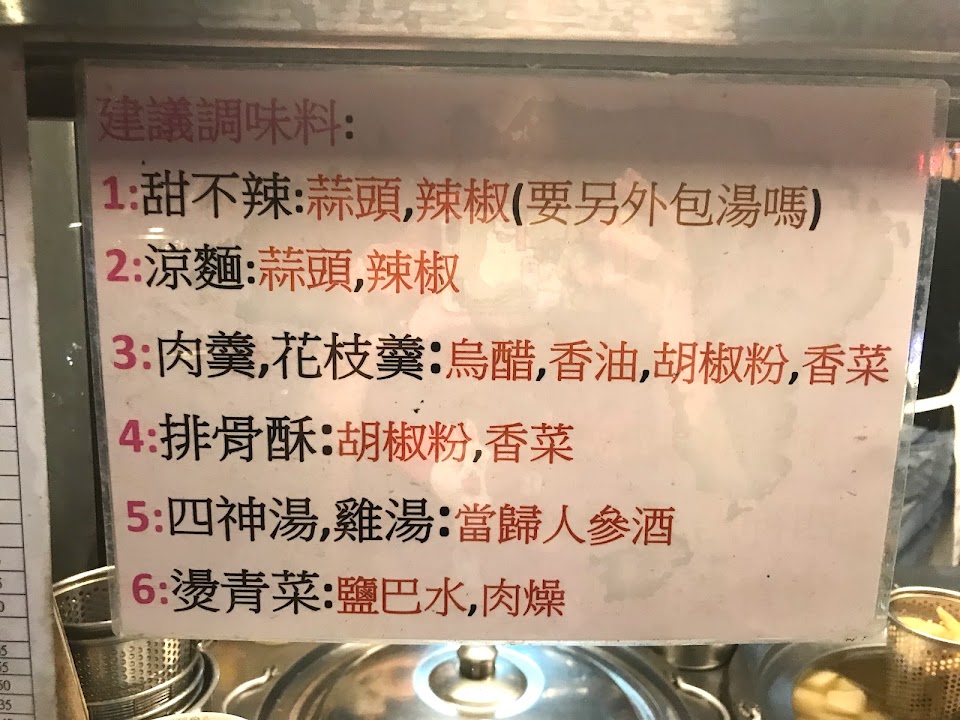 建議調味料:
1:甜不辣:蒜頭,辣椒(要另外包湯嗎)
2:涼麵:蒜頭,辣椒
3:肉羹,花枝羹:烏醋,香油,胡椒粉,香菜
4:排骨酥:胡椒粉,香菜
5:四神湯,雞湯:當歸人參酒
6:燙青菜:鹽巴水,肉燥